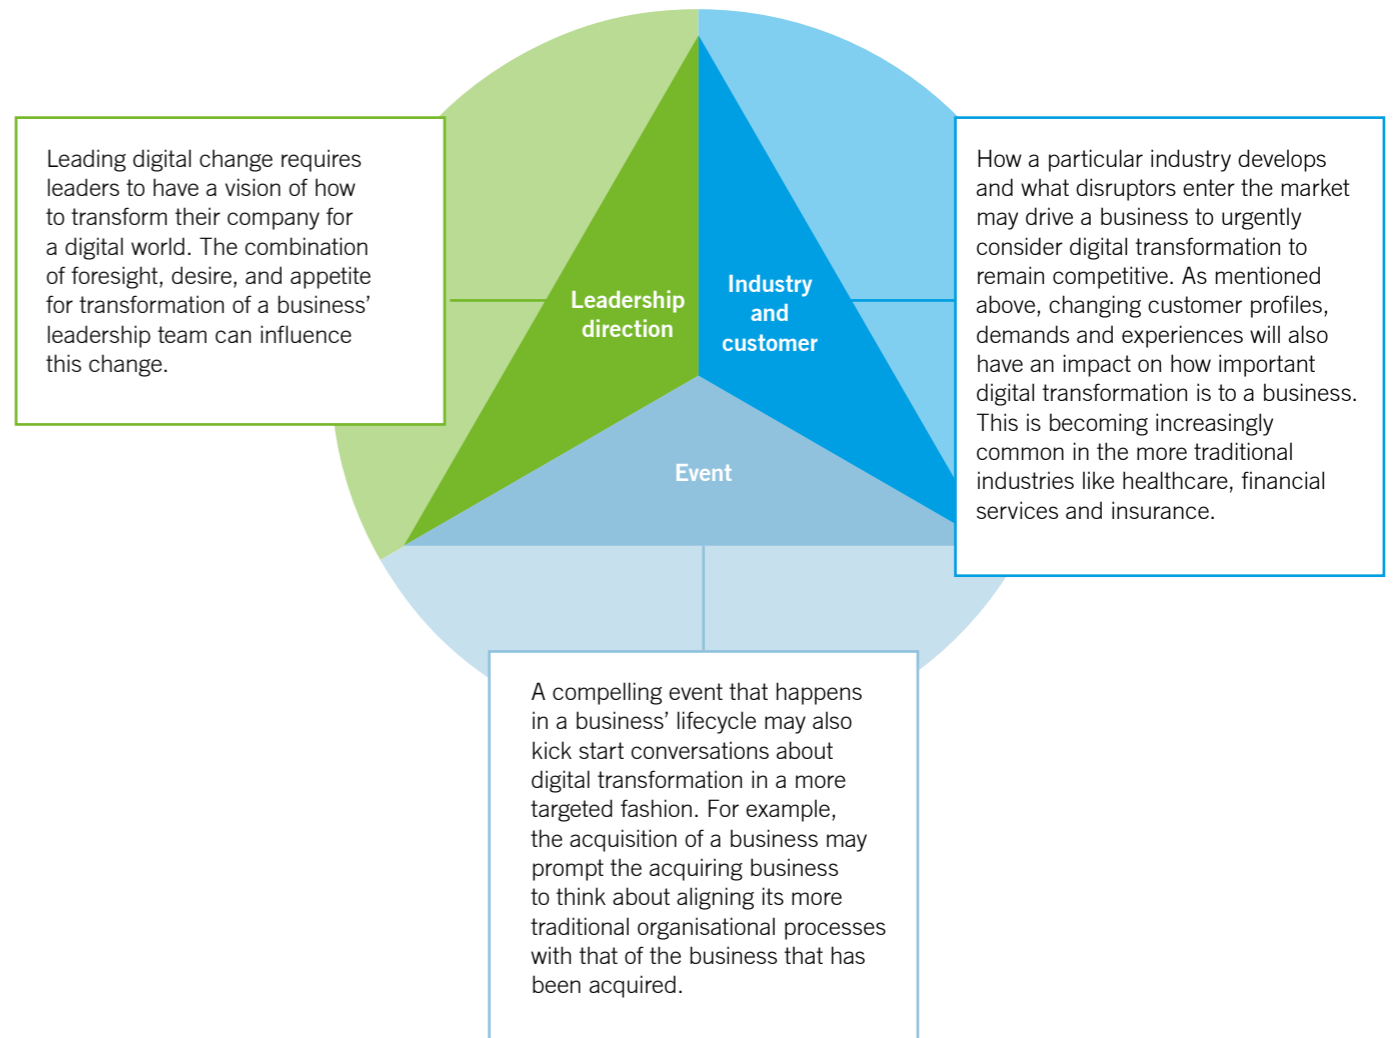 Leading digital change requires
leaders to have a vision of how
to transform their company for
a digital world. The combination
of foresight, desire, and appetite
for transformation of a business’
leadership team can influence
this change.
Leadership
direction
Industry
and
customer
How a particular industry develops
and what disruptors enter the market
may drive a business to urgently
consider digital transformation to
remain competitive. As mentioned
above, changing customer profiles,
demands and experiences will also
have an impact on how important
digital transformation is to a business.
This is becoming increasingly
common in the more traditional
industries like healthcare, financial
services and insurance.
Event
A compelling event that happens
in a business’ lifecycle may also
kick start conversations about
digital transformation in a more
targeted fashion. For example,
the acquisition of a business may
prompt the acquiring business
to think about aligning its more
traditional organisational processes
with that of the business that has
been acquired.